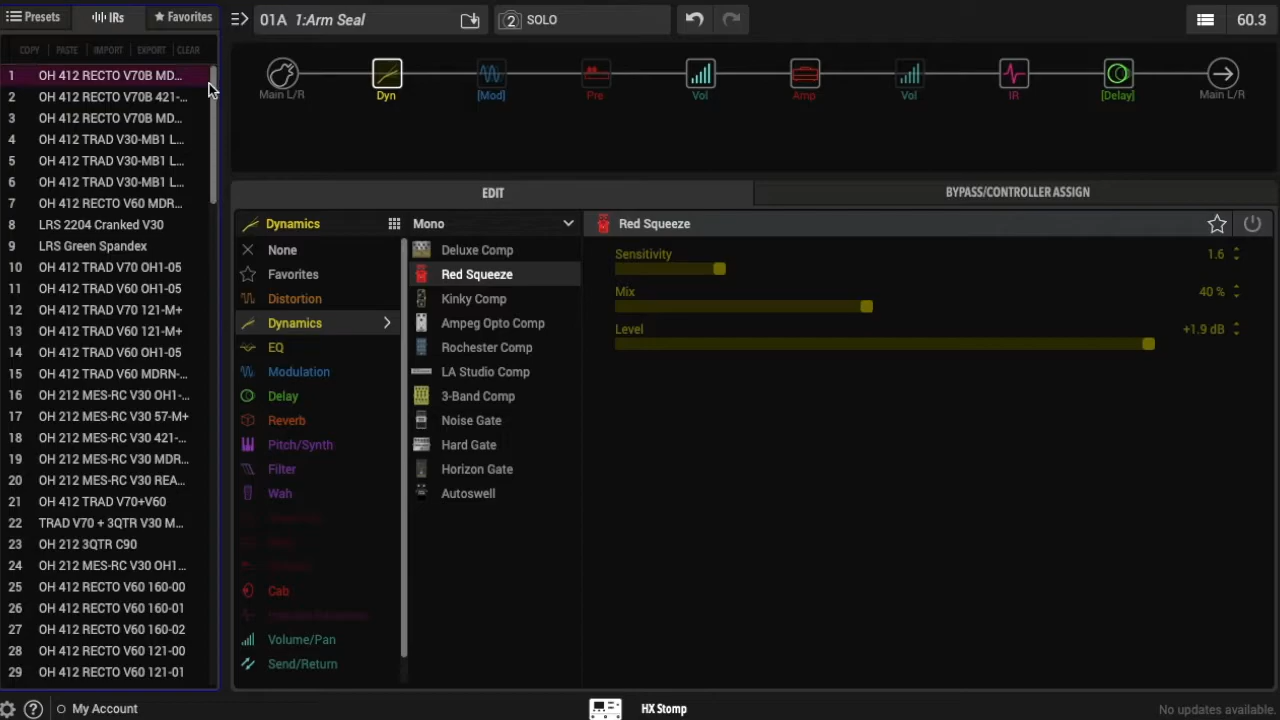 Presets
IRs
Favorites
COPY
PASTE
IMPORT
EXPORT
CLEAR
1 OH 412 RECTO V70B MD...
2 OH 412 RECTO V70B 421-...
3 OH 412 RECTO V70B MD...
4 OH 412 TRAD V30-MB1 L...
5 OH 412 TRAD V30-MB1 L...
6 OH 412 TRAD V30-MB1 L...
7 OH 412 RECTO V60 MDR...
8 LRS 2204 Cranked V30
9 LRS Green Spandex
10 OH 412 TRAD V70 OH1-05
11 OH 412 TRAD V60 OH1-05
12 OH 412 TRAD V70 121-M+
13 OH 412 TRAD V60 121-M+
14 OH 412 TRAD V60 OH1-05
15 OH 412 TRAD V60 MDRN-...
16 OH 212 MES-RC V30 OH1-...
17 OH 212 MES-RC V30 57-M+
18 OH 212 MES-RC V30 421-...
19 OH 212 MES-RC V30 MDR...
20 OH 212 MES-RC V30 REA...
21 OH 412 TRAD V70+V60
22 TRAD V70 + 3QTR V30 M...
23 OH 212 3QTR C90
24 OH 212 MES-RC V30 OH1...
25 OH 412 RECTO V60 160-00
26 OH 412 RECTO V60 160-01
27 OH 412 RECTO V60 160-02
28 OH 412 RECTO V60 121-00
29 OH 412 RECTO V60 121-01
01A 1:Arm Seal
2 SOLO
60.3
Main L/R
Dyn
[Mod]
Pre
Vol
Amp
Vol
IR
[Delay]
Main L/R
EDIT
BYPASS/CONTROLLER ASSIGN
Dynamics
None
Favorites
Distortion
Dynamics
EQ
Modulation
Delay
Reverb
Pitch/Synth
Filter
Wah
Cab
Volume/Pan
Send/Return
Mono
Deluxe Comp
Red Squeeze
Kinky Comp
Ampeg Opto Comp
Rochester Comp
LA Studio Comp
3-Band Comp
Noise Gate
Hard Gate
Horizon Gate
Autoswell
Red Squeeze
Sensitivity 1.6
Mix 40 %
Level +1.9 dB
? My Account
HX Stomp
No updates available.